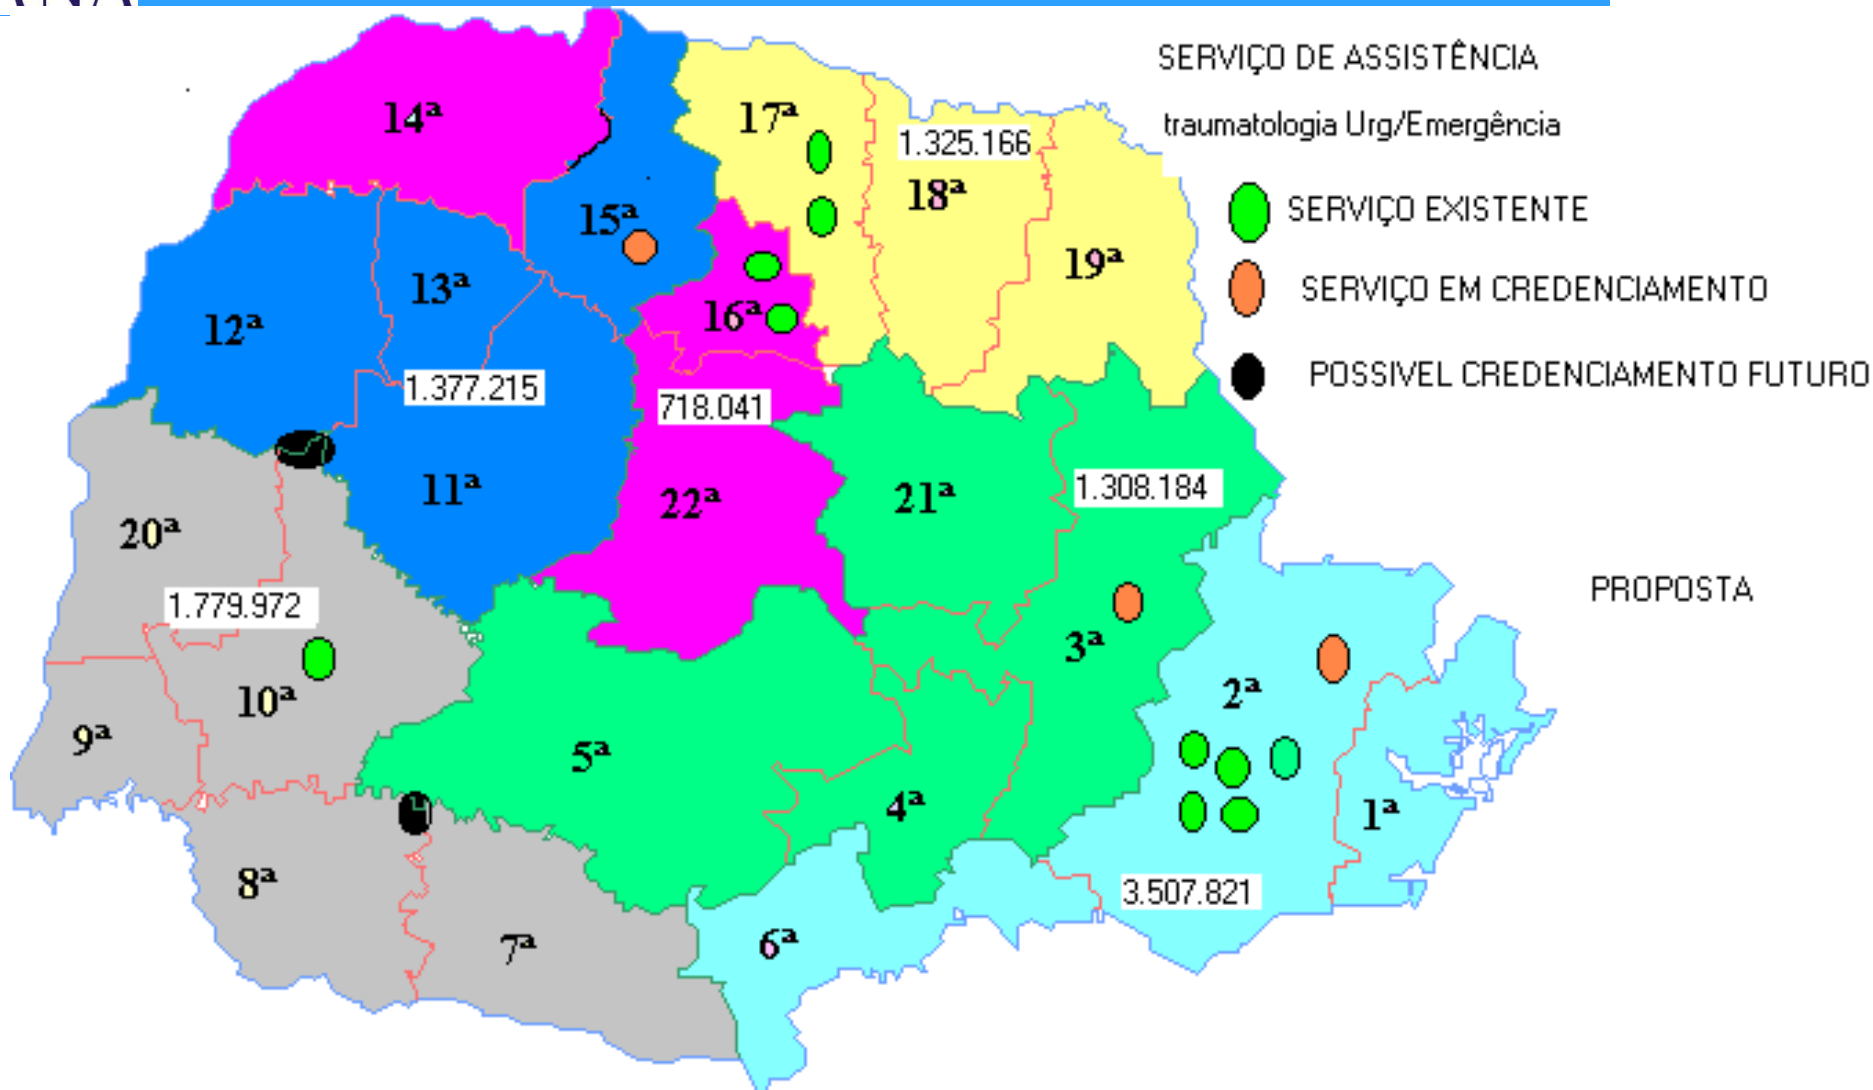 SERVIÇO DE ASSISTÊNCIA
traumatologia Urg/Emergência
SERVIÇO EXISTENTE
SERVIÇO EM CREDENCIAMENTO
POSSIVEL CREDENCIAMENTO FUTURO
PROPOSTA
14ª
17ª
1.325.166
18ª
15ª
19ª
13ª
16ª
12ª
1.377.215
718.041
11ª
22ª
21ª
1.308.184
20ª
1.779.972
3ª
10ª
2ª
9ª
5ª
4ª
1ª
8ª
3.507.821
7ª
6ª